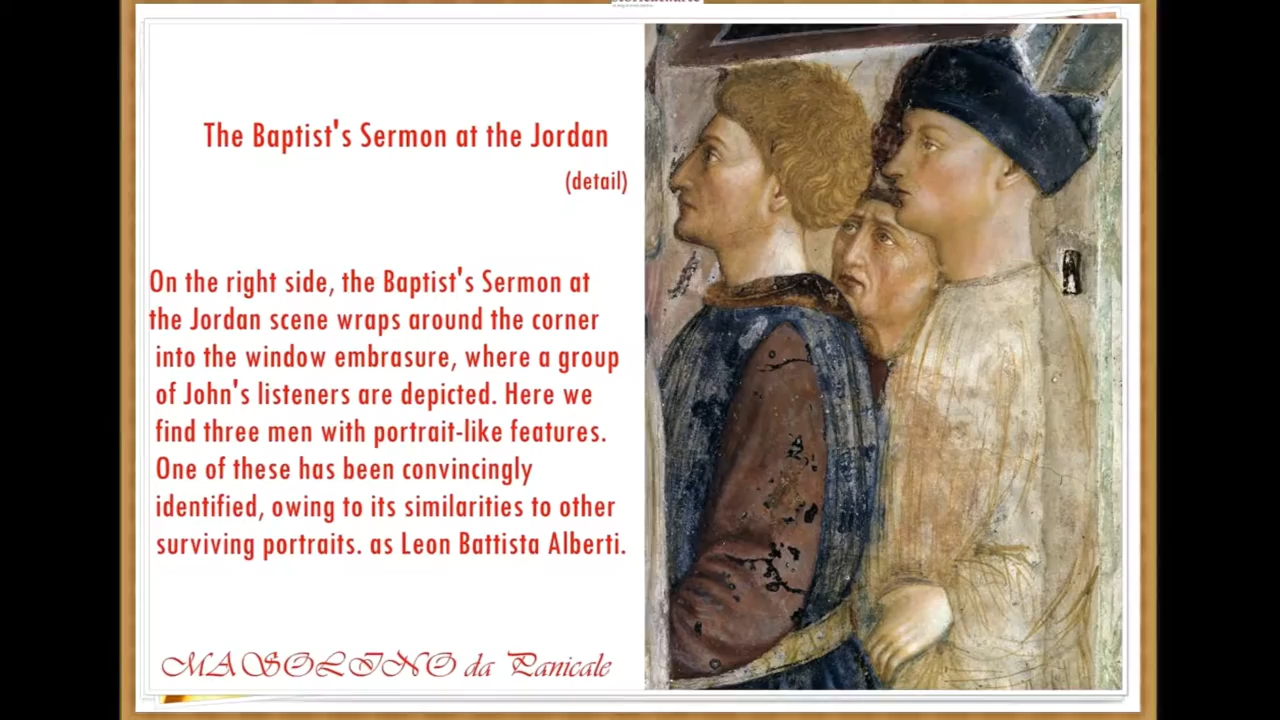 The Baptist's Sermon at the Jordan
(detail)
On the right side, the Baptist's Sermon at
the Jordan scene wraps around the corner
into the window embrasure, where a group
of John's listeners are depicted. Here we
find three men with portrait-like features.
One of these has been convincingly
identified, owing to its similarities to other
surviving portraits. as Leon Battista Alberti.
MASOLINO da Panicale